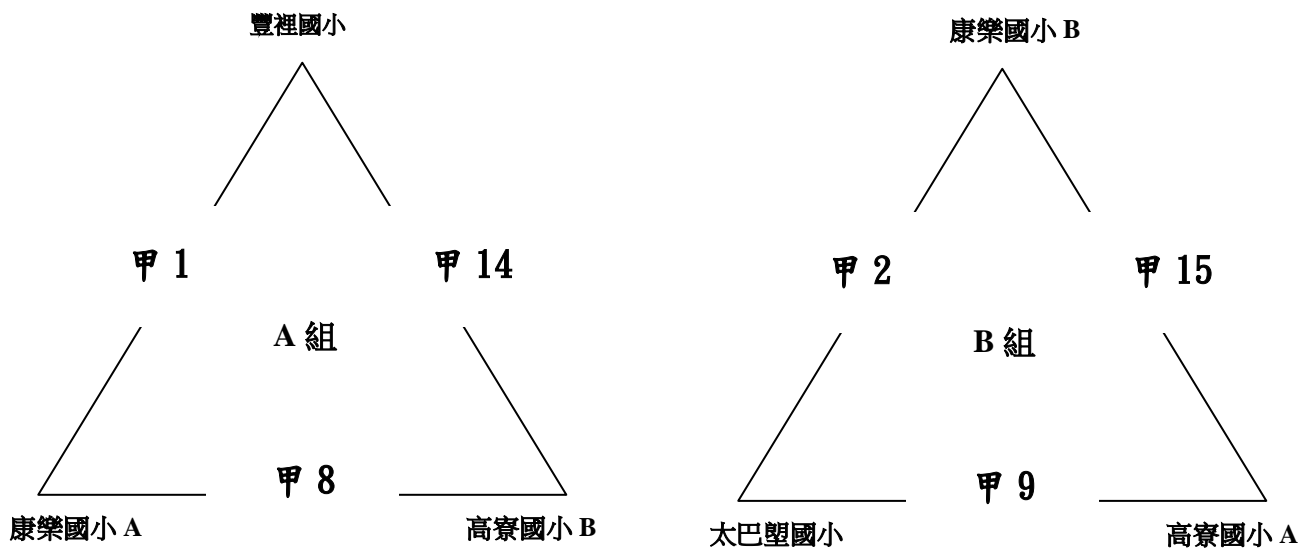 豐裡國小
康樂國小 B
甲 1
甲 14
甲 2
甲 15
A 組
B 組
甲 8
甲 9
康樂國小 A
高寮國小 B
太巴塱國小
高寮國小 A